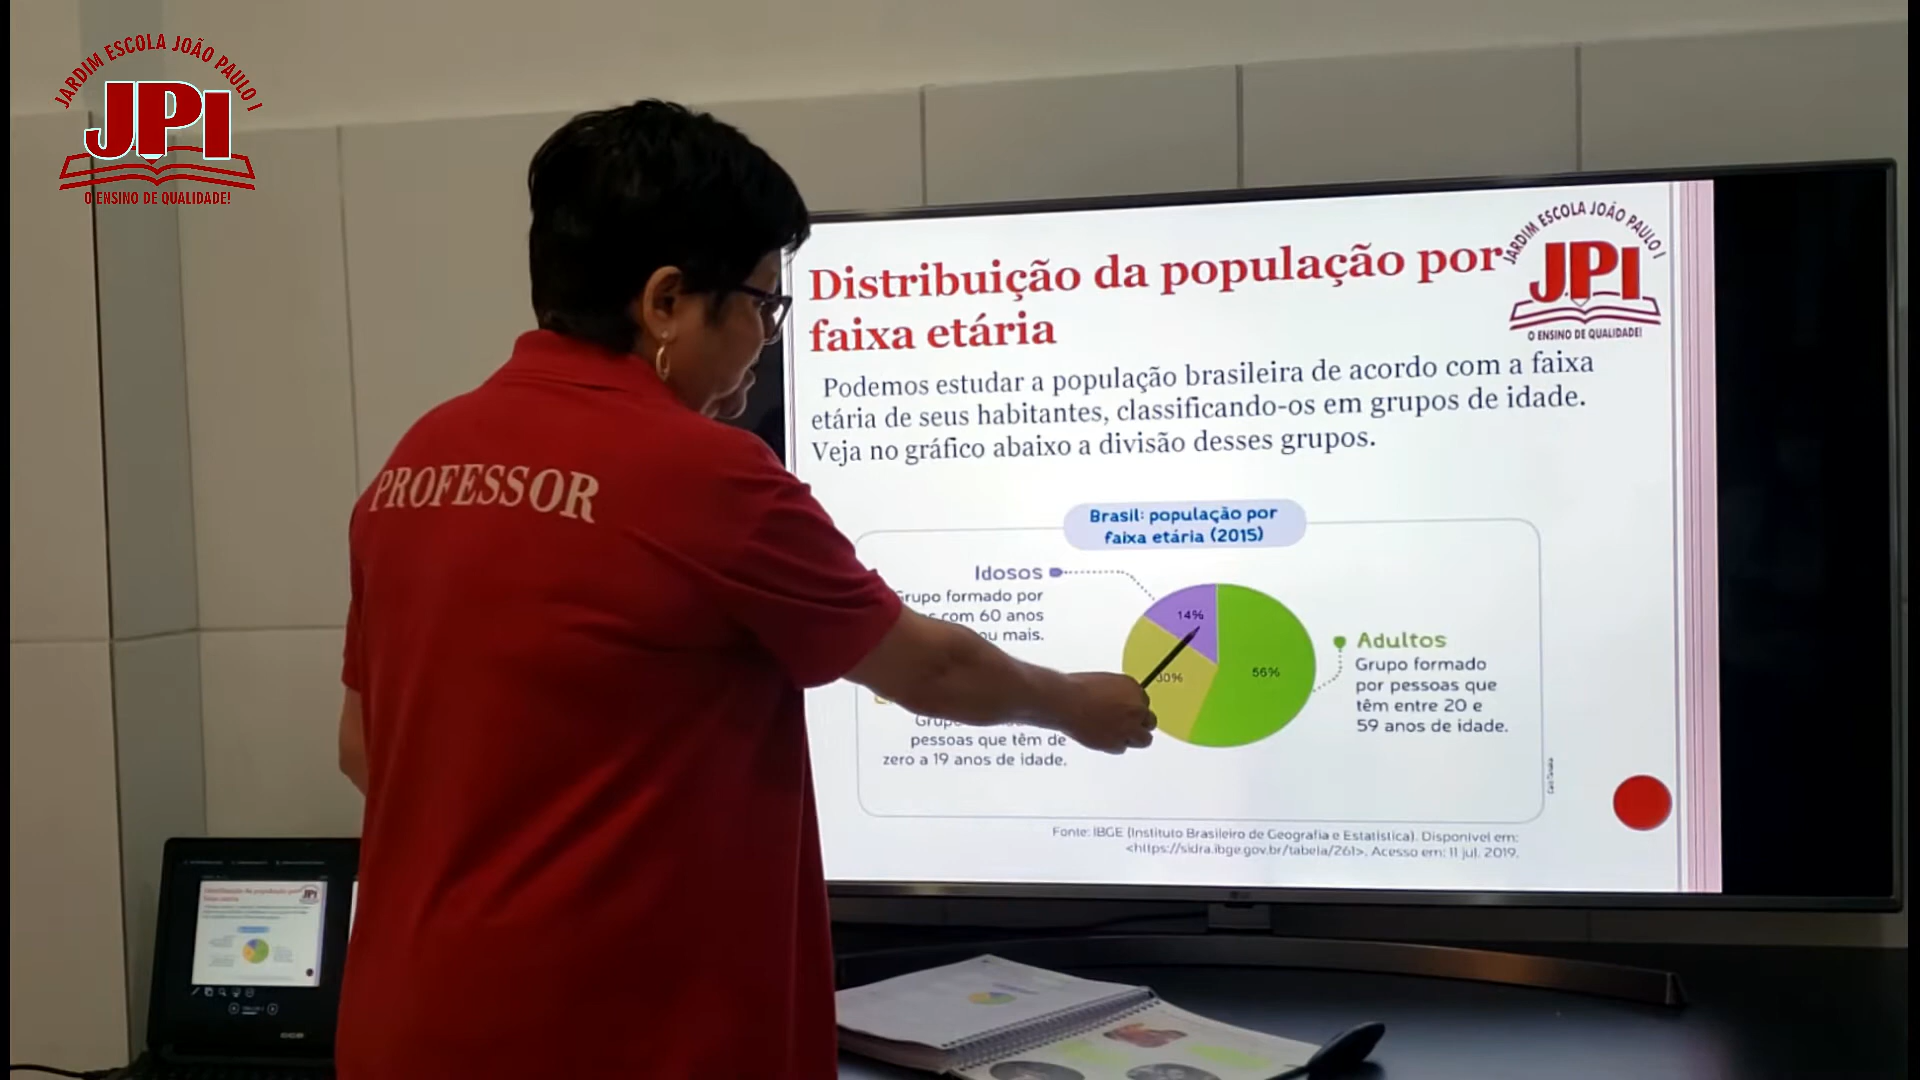 JARDIM ESCOLA JOÃO PAULO I
JPI
O ENSINO DE QUALIDADE!
PROFESSOR
JARDIM ESCOLA JOÃO PAULO I
JPI
O ENSINO DE QUALIDADE!
Distribuição da população por
faixa etária
Podemos estudar a população brasileira de acordo com a faixa
etária de seus habitantes, classificando-os em grupos de idade.
Veja no gráfico abaixo a divisão desses grupos.
Brasil: população por
faixa etária (2015)
Idosos
Grupo formado por
com 60 anos
ou mais.
14%
30%
56%
Adultos
Grupo formado
por pessoas que
têm entre 20 e
59 anos de idade.
Grupo
pessoas que têm de
zero a 19 anos de idade.
Fonte: IBGE (Instituto Brasileiro de Geografia e Estatística). Disponível em:
<https://sidra.ibge.gov.br/tabela/261>. Acesso em: 11 jul. 2019.